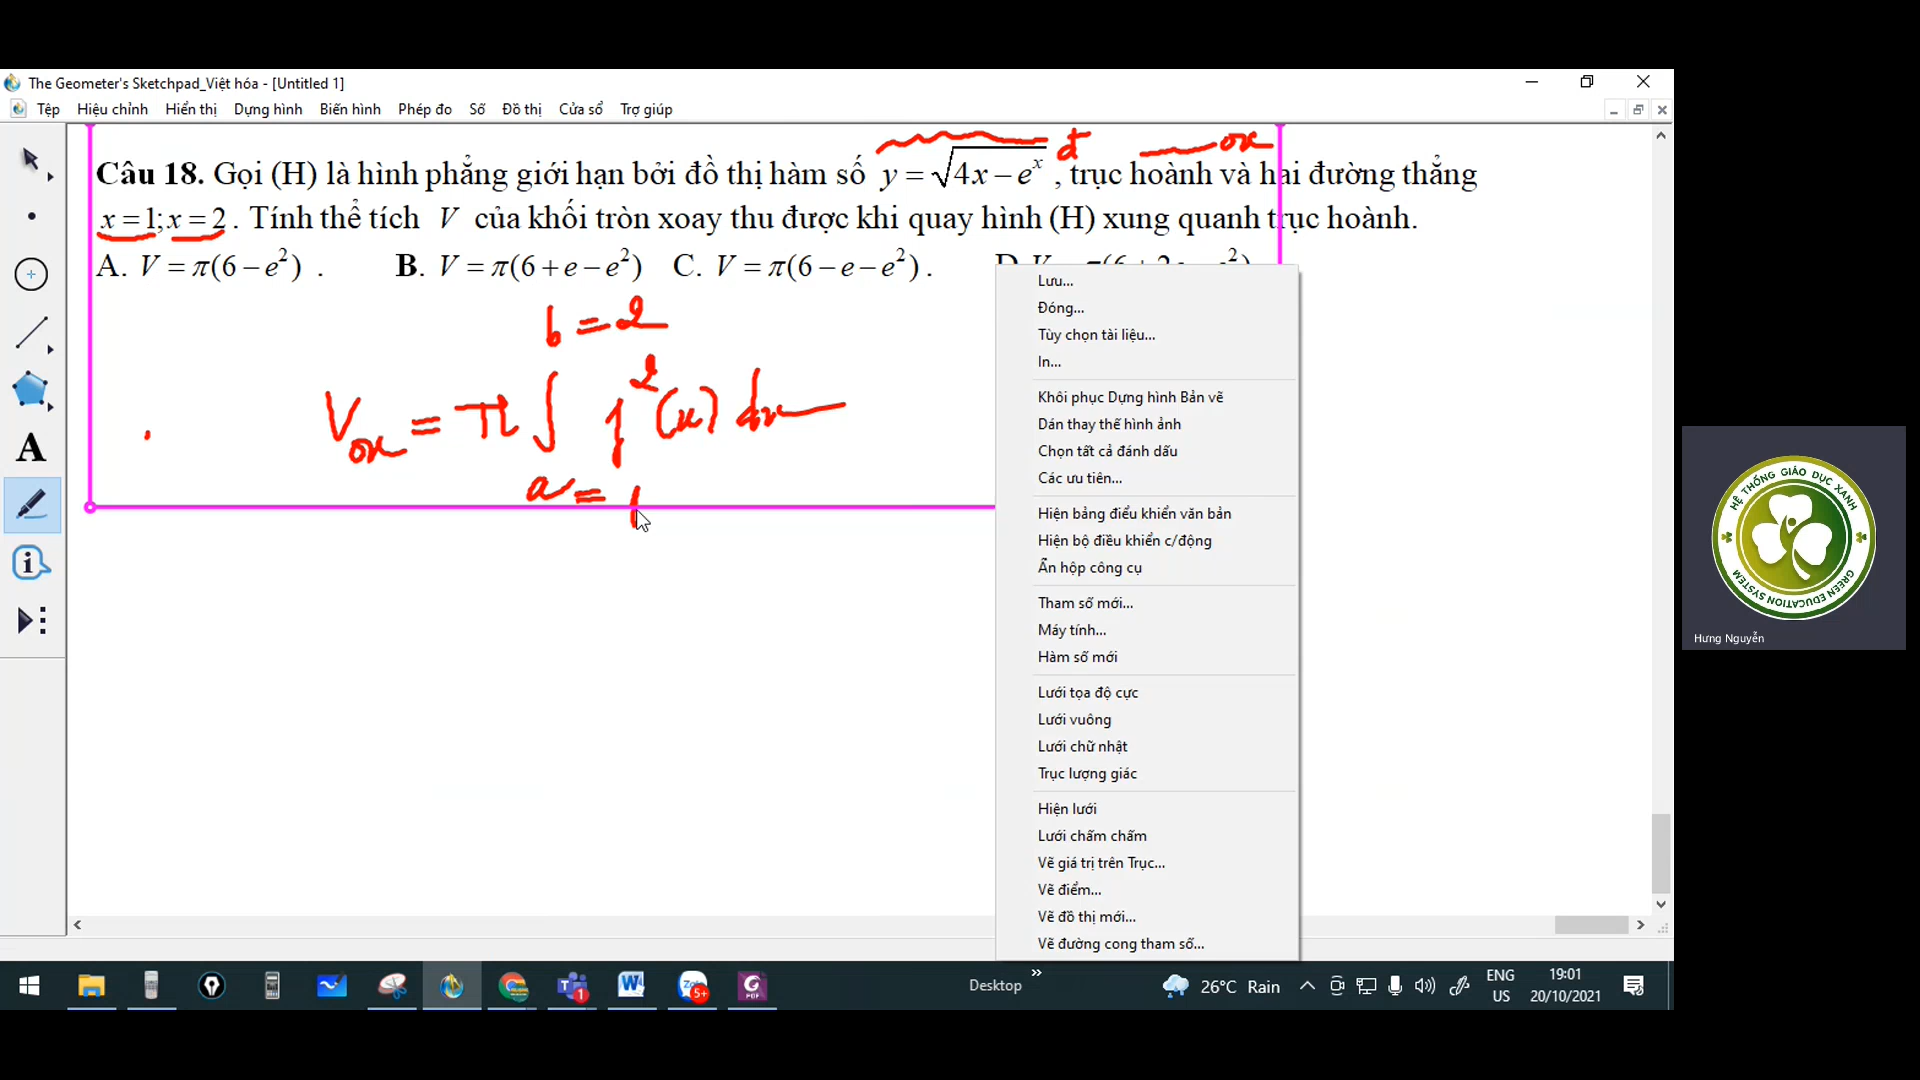 The Geometer's Sketchpad_Việt hóa - [Untitled 1]
Tệp Hiệu chỉnh Hiển thị Dựng hình Biến hình Phép đo Số Đồ thị Cửa sổ Trợ giúp
ox
Câu 18. Gọi (H) là hình phẳng giới hạn bởi đồ thị hàm số y = √(4x − e^x) , trục hoành và hai đường thẳng
x = 1; x = 2 . Tính thể tích V của khối tròn xoay thu được khi quay hình (H) xung quanh trục hoành.
A. V = π(6 − e²) . B. V = π(6 + e − e²) C. V = π(6 − e − e²) .
b = 2
V ox = π ∫ f²(x) dx
a = 1
A
Lưu...
Đóng...
Tùy chọn tài liệu...
In...
Khôi phục Dựng hình Bản vẽ
Dán thay thế hình ảnh
Chọn tất cả đánh dấu
Các ưu tiên...
Hiện bảng điểu khiển văn bản
Hiện bộ điều khiển c/động
Ẩn hộp công cụ
Tham số mới...
Máy tính...
Hàm số mới
Lưới tọa độ cực
Lưới vuông
Lưới chữ nhật
Trục lượng giác
Hiện lưới
Lưới chấm chấm
Vẽ giá trị trên Trục...
Vẽ điểm...
Vẽ đồ thị mới...
Vẽ đường cong tham số...
HỆ THỐNG GIÁO DỤC XANH
GREEN EDUCATION SYSTEM
Hưng Nguyễn
Desktop
26°C Rain
ENG
US
19:01
20/10/2021